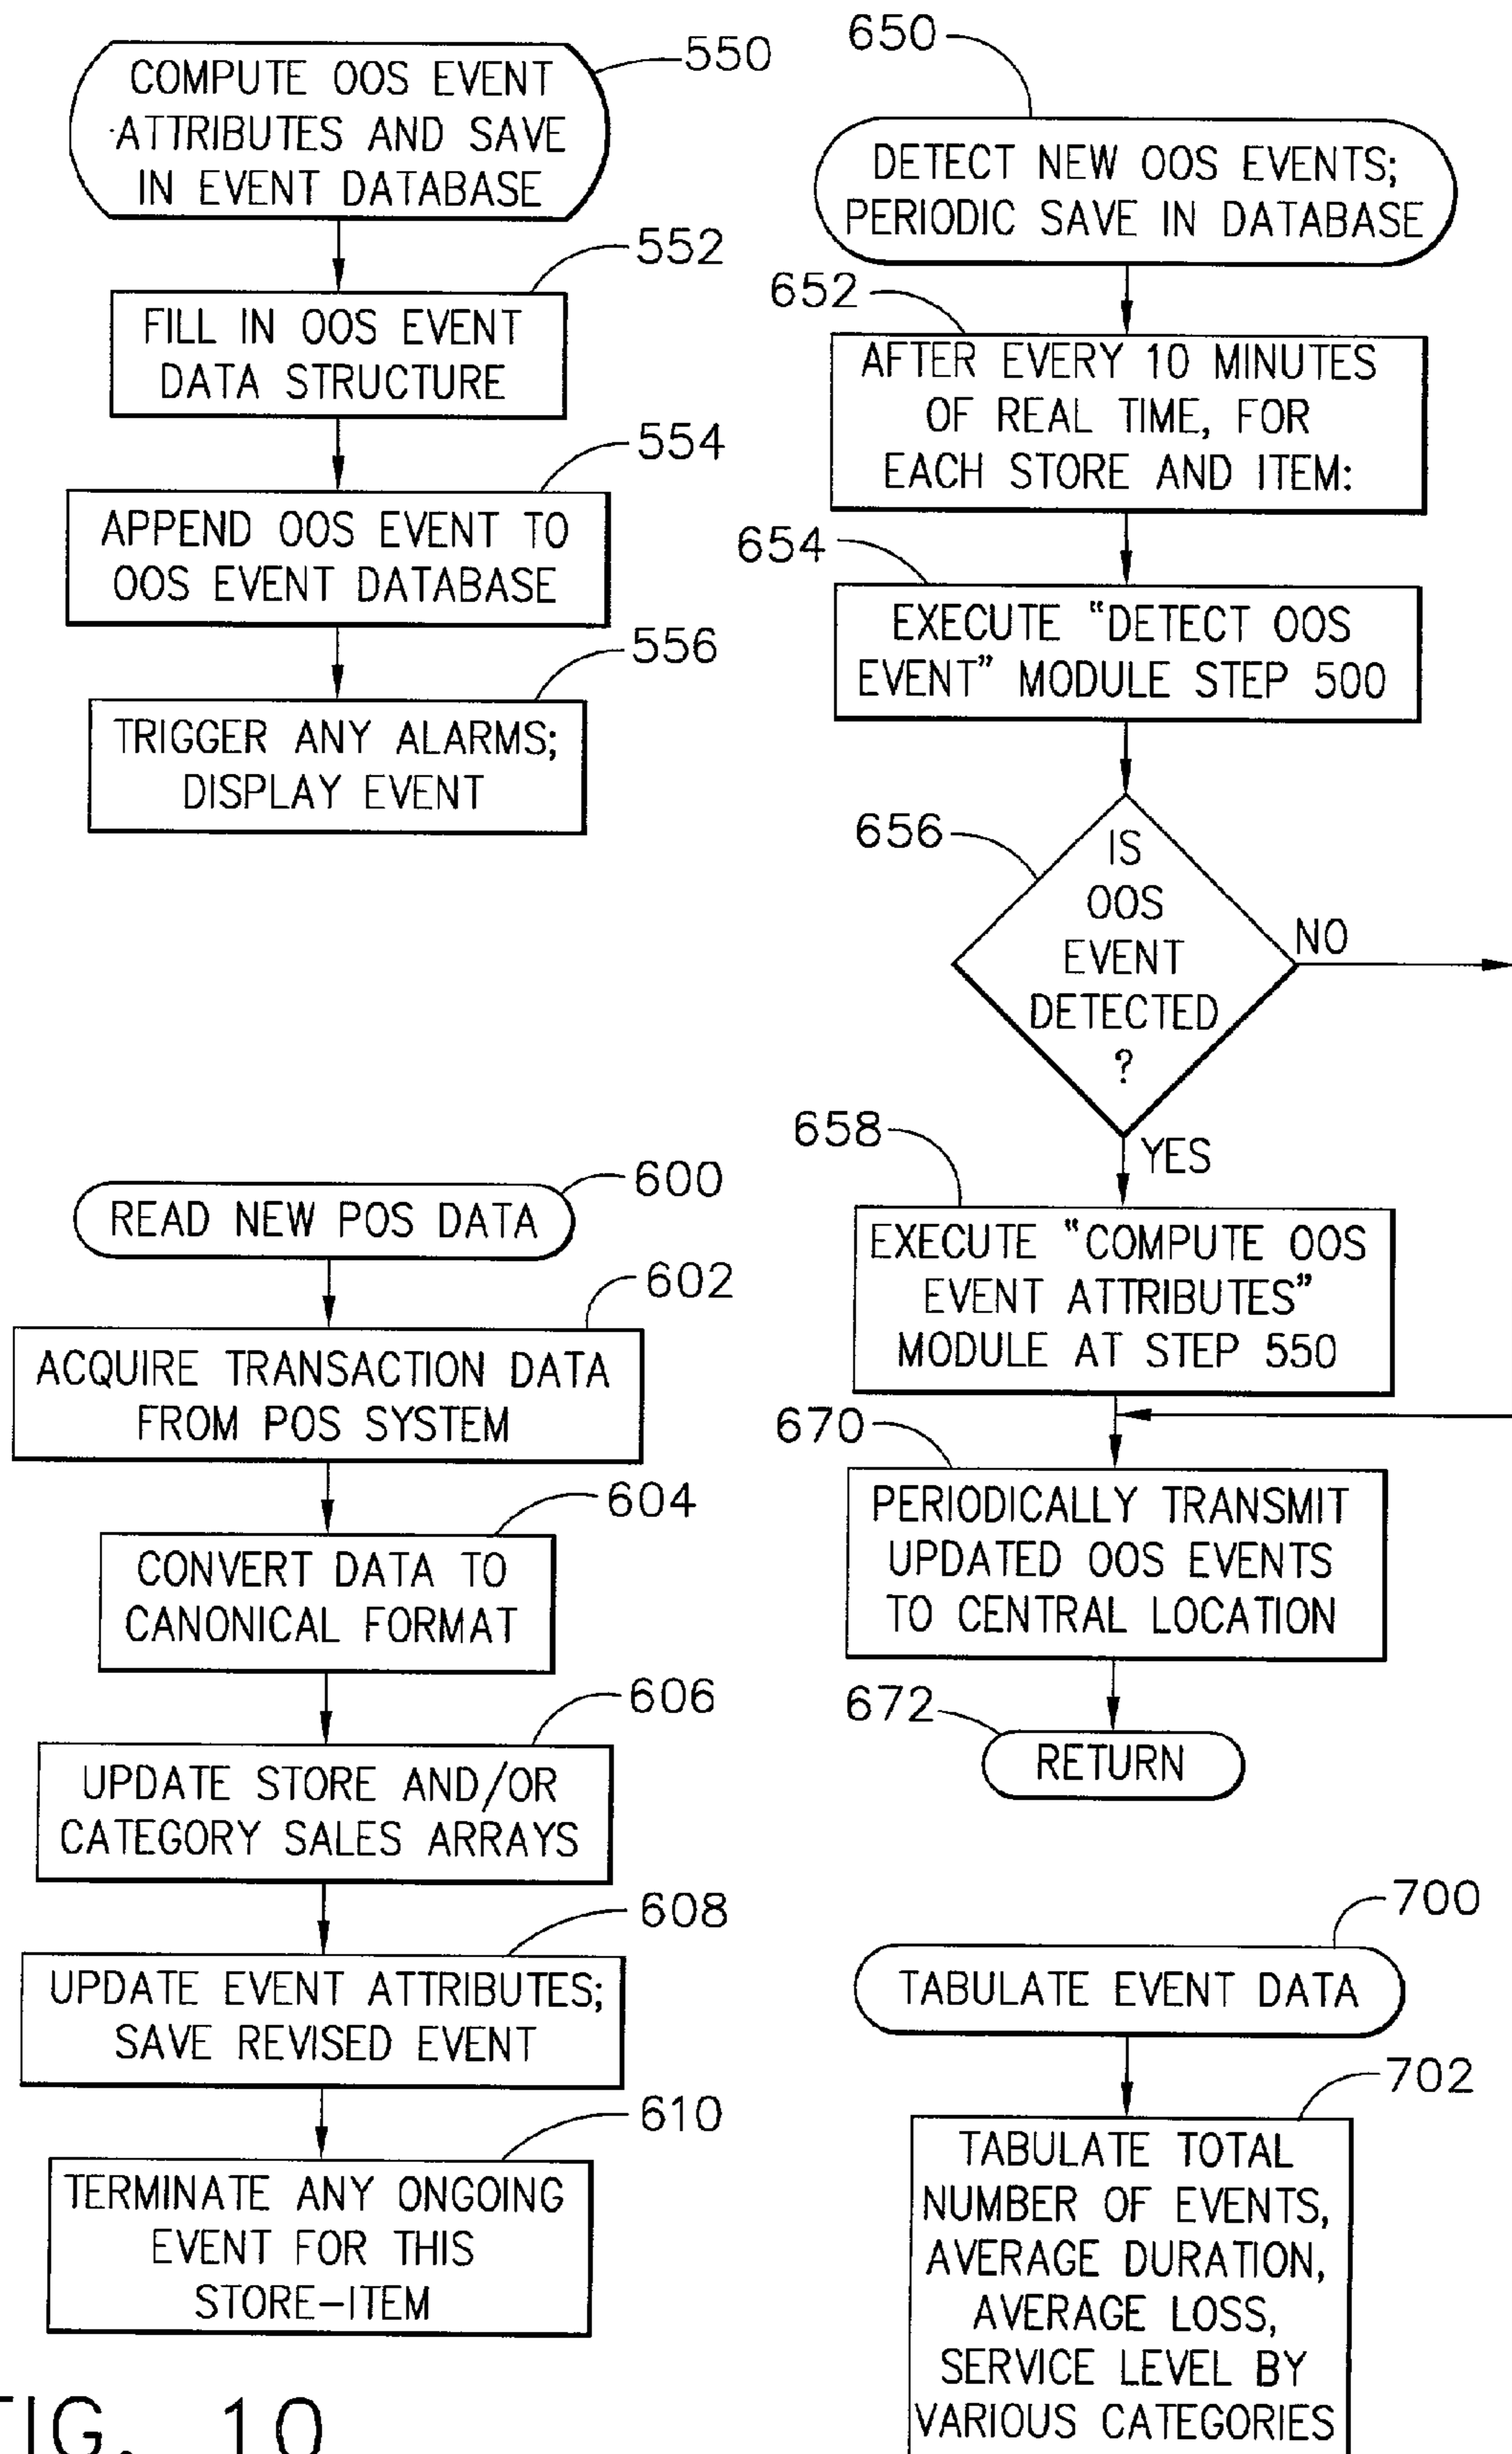 550
COMPUTE OOS EVENT
ATTRIBUTES AND SAVE
IN EVENT DATABASE
552
FILL IN OOS EVENT
DATA STRUCTURE
554
APPEND OOS EVENT TO
OOS EVENT DATABASE
556
TRIGGER ANY ALARMS;
DISPLAY EVENT
600
READ NEW POS DATA
602
ACQUIRE TRANSACTION DATA
FROM POS SYSTEM
604
CONVERT DATA TO
CANONICAL FORMAT
606
UPDATE STORE AND/OR
CATEGORY SALES ARRAYS
608
UPDATE EVENT ATTRIBUTES;
SAVE REVISED EVENT
610
TERMINATE ANY ONGOING
EVENT FOR THIS
STORE-ITEM
650
DETECT NEW OOS EVENTS;
PERIODIC SAVE IN DATABASE
652
AFTER EVERY 10 MINUTES
OF REAL TIME, FOR
EACH STORE AND ITEM:
654
EXECUTE "DETECT OOS
EVENT" MODULE STEP 500
656
IS
OOS
EVENT
DETECTED
?
NO
YES
658
EXECUTE "COMPUTE OOS
EVENT ATTRIBUTES"
MODULE AT STEP 550
670
PERIODICALLY TRANSMIT
UPDATED OOS EVENTS
TO CENTRAL LOCATION
672
RETURN
700
TABULATE EVENT DATA
702
TABULATE TOTAL
NUMBER OF EVENTS,
AVERAGE DURATION,
AVERAGE LOSS,
SERVICE LEVEL BY
VARIOUS CATEGORIES
FIG. 10